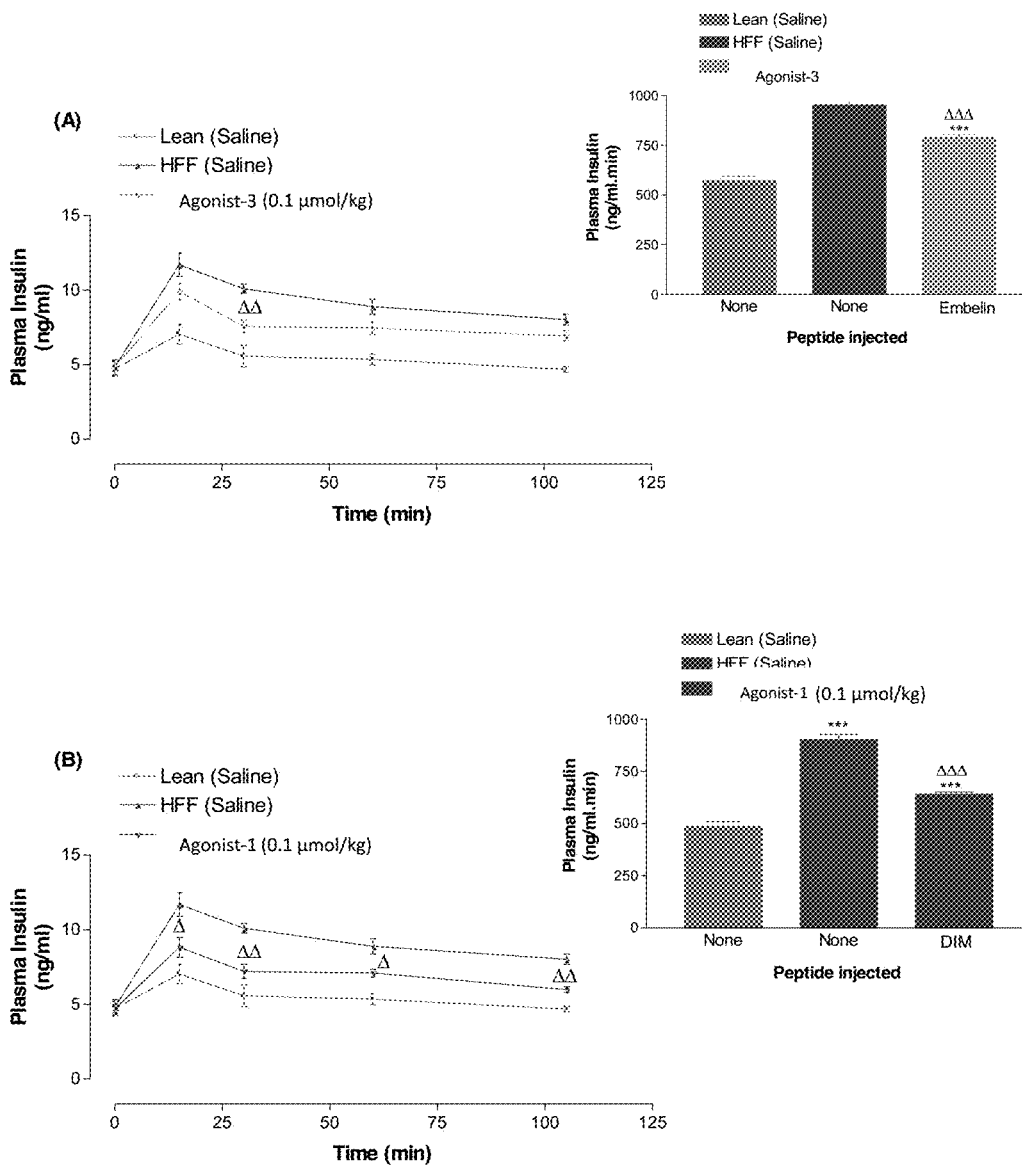 (A)
Lean (Saline)
HFF (Saline)
Agonist-3 (0.1 μmol/kg)
15
10
5
0
Plasma Insulin
(ng/ml)
ΔΔ
0
25
50
75
100
125
Time (min)
Lean (Saline)
HFF (Saline)
Agonist-3
1000
750
500
250
0
Plasma Insulin
(ng/ml.min)
ΔΔΔ
***
None
None
Embelin
Peptide injected
(B)
Lean (Saline)
HFF (Saline)
Agonist-1 (0.1 μmol/kg)
15
10
5
0
Plasma Insulin
(ng/ml)
Δ
ΔΔ
Δ
ΔΔ
0
25
50
75
100
125
Time (min)
Lean (Saline)
HFF (Saline)
Agonist-1 (0.1 μmol/kg)
1000
750
500
250
0
Plasma Insulin
(ng/ml.min)
***
ΔΔΔ
***
None
None
DIM
Peptide injected